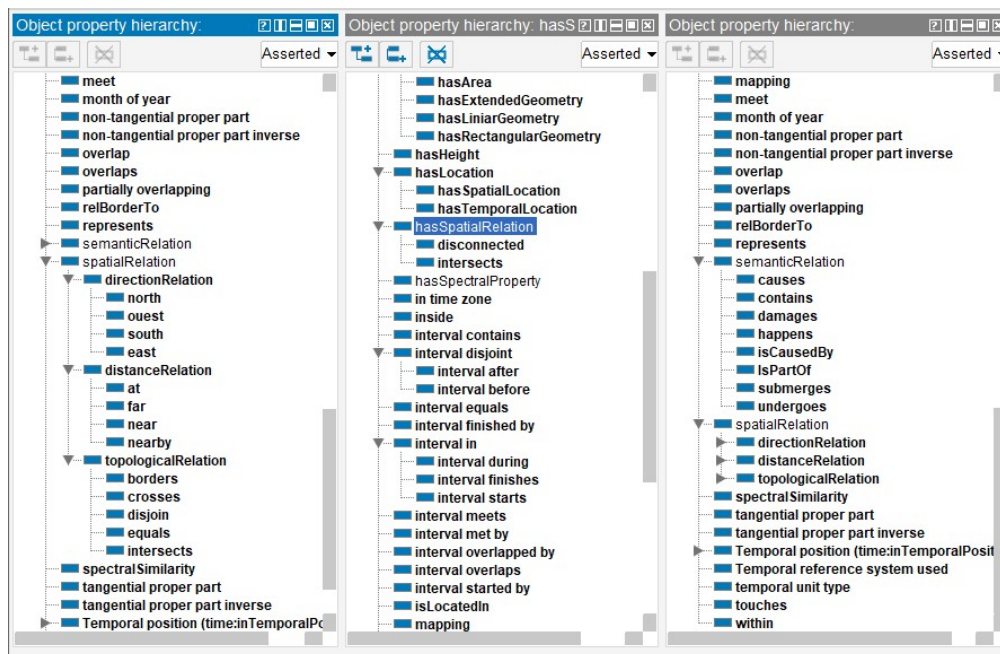 Object property hierarchy:
Asserted
meet
month of year
non-tangential proper part
non-tangential proper part inverse
overlap
overlaps
partially overlapping
relBorderTo
represents
semanticRelation
spatialRelation
directionRelation
north
ouest
south
east
distanceRelation
at
far
near
nearby
topologicalRelation
borders
crosses
disjoin
equals
intersects
spectralSimilarity
tangential proper part
tangential proper part inverse
Temporal position (time:inTemporalPo
Object property hierarchy: hasS
Asserted
hasArea
hasExtendedGeometry
hasLiniarGeometry
hasRectangularGeometry
hasHeight
hasLocation
hasSpatialLocation
hasTemporalLocation
hasSpatialRelation
disconnected
intersects
hasSpectralProperty
in time zone
inside
interval contains
interval disjoint
interval after
interval before
interval equals
interval finished by
interval in
interval during
interval finishes
interval starts
interval meets
interval met by
interval overlapped by
interval overlaps
interval started by
isLocatedIn
mapping
Object property hierarchy:
Asserted
mapping
meet
month of year
non-tangential proper part
non-tangential proper part inverse
overlap
overlaps
partially overlapping
relBorderTo
represents
semanticRelation
causes
contains
damages
happens
isCausedBy
IsPartOf
submerges
undergoes
spatialRelation
directionRelation
distanceRelation
topologicalRelation
spectralSimilarity
tangential proper part
tangential proper part inverse
Temporal position (time:inTemporalPosit
Temporal reference system used
temporal unit type
touches
within